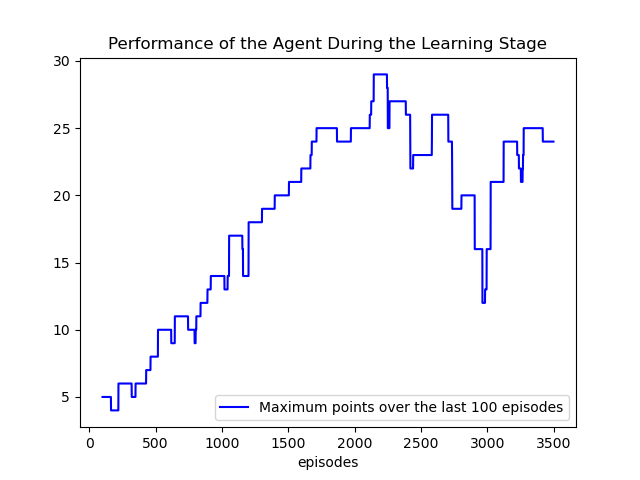 Performance of the Agent During the Learning Stage
30
25
20
15
10
5
Maximum points over the last 100 episodes
0 500 1000 1500 2000 2500 3000 3500
episodes